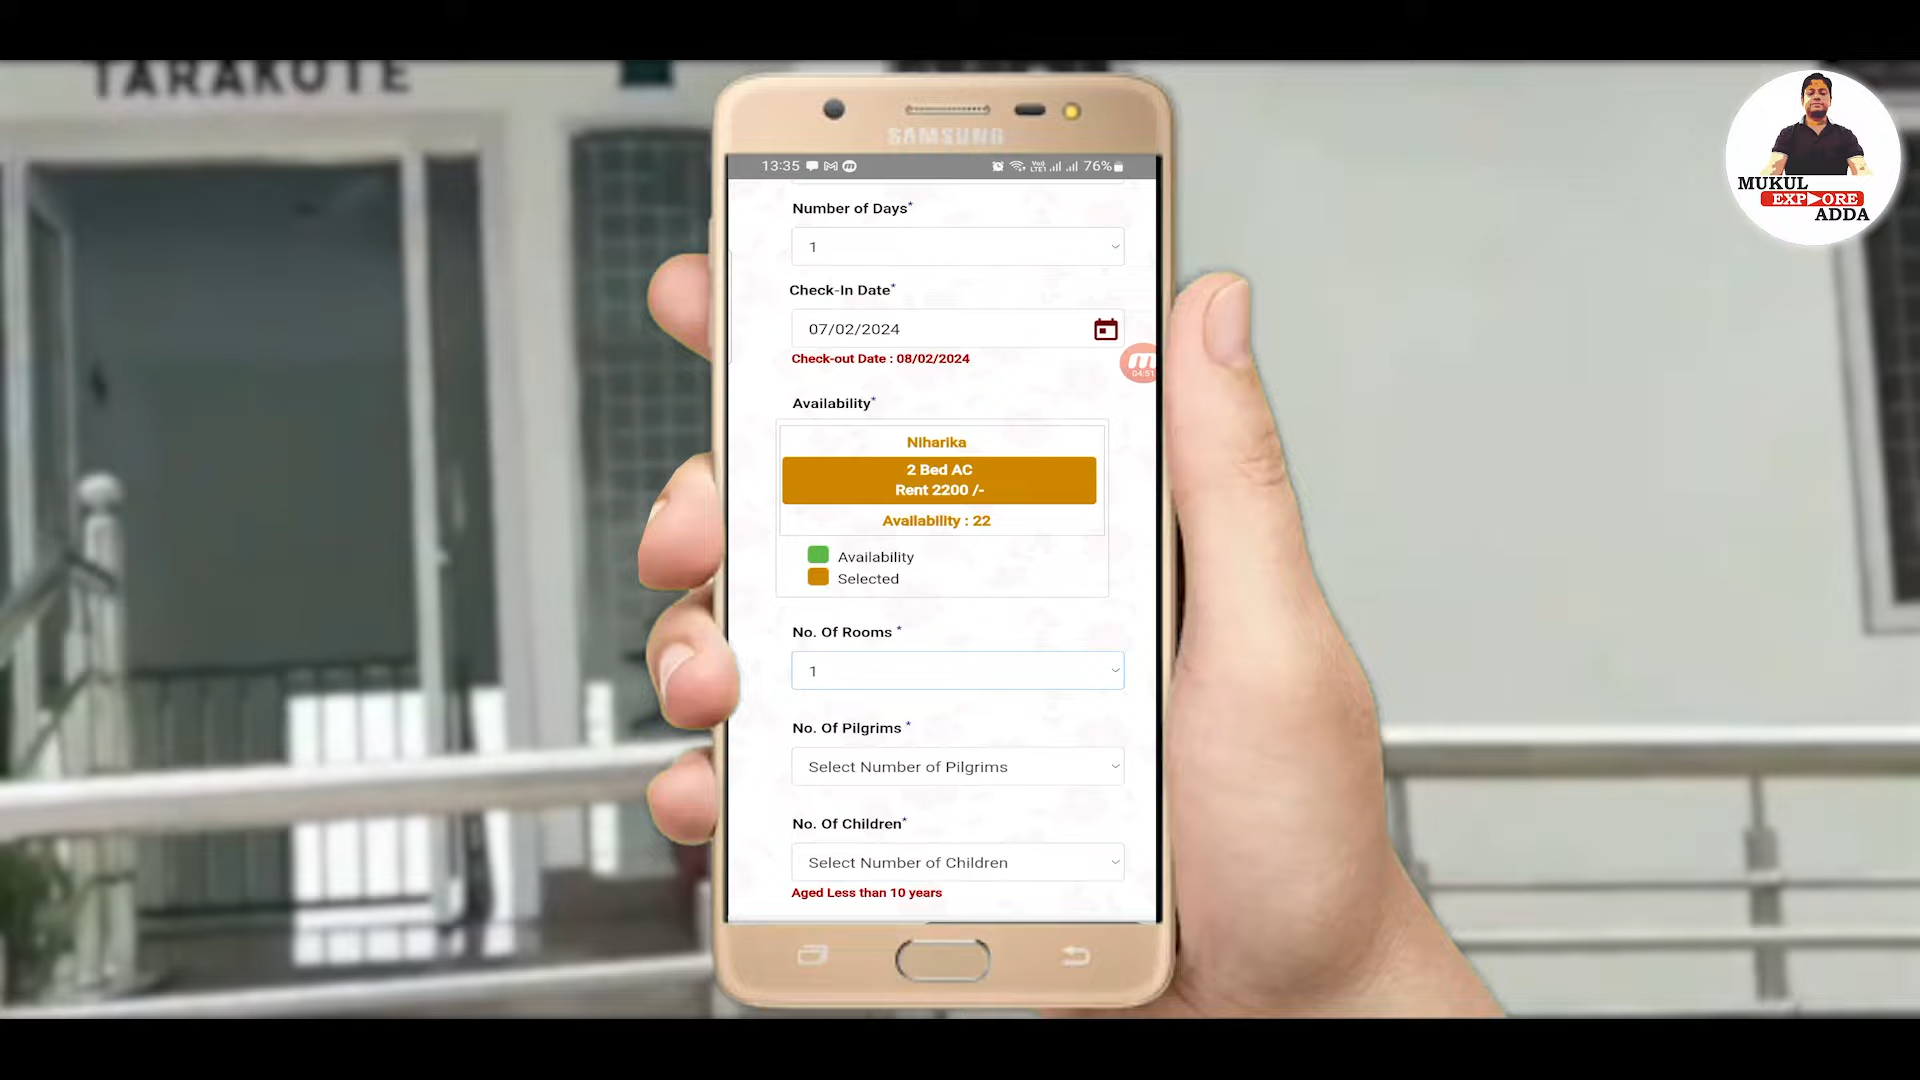 TARAKOTE
SAMSUNG
13:35
76%
Number of Days*
1
Check-In Date*
07/02/2024
Check-out Date : 08/02/2024
04:51
Availability*
Niharika
2 Bed AC
Rent 2200 /-
Availability : 22
Availability
Selected
No. Of Rooms *
1
No. Of Pilgrims *
Select Number of Pilgrims
No. Of Children*
Select Number of Children
Aged Less than 10 years
MUKUL
EXPLORE
ADDA